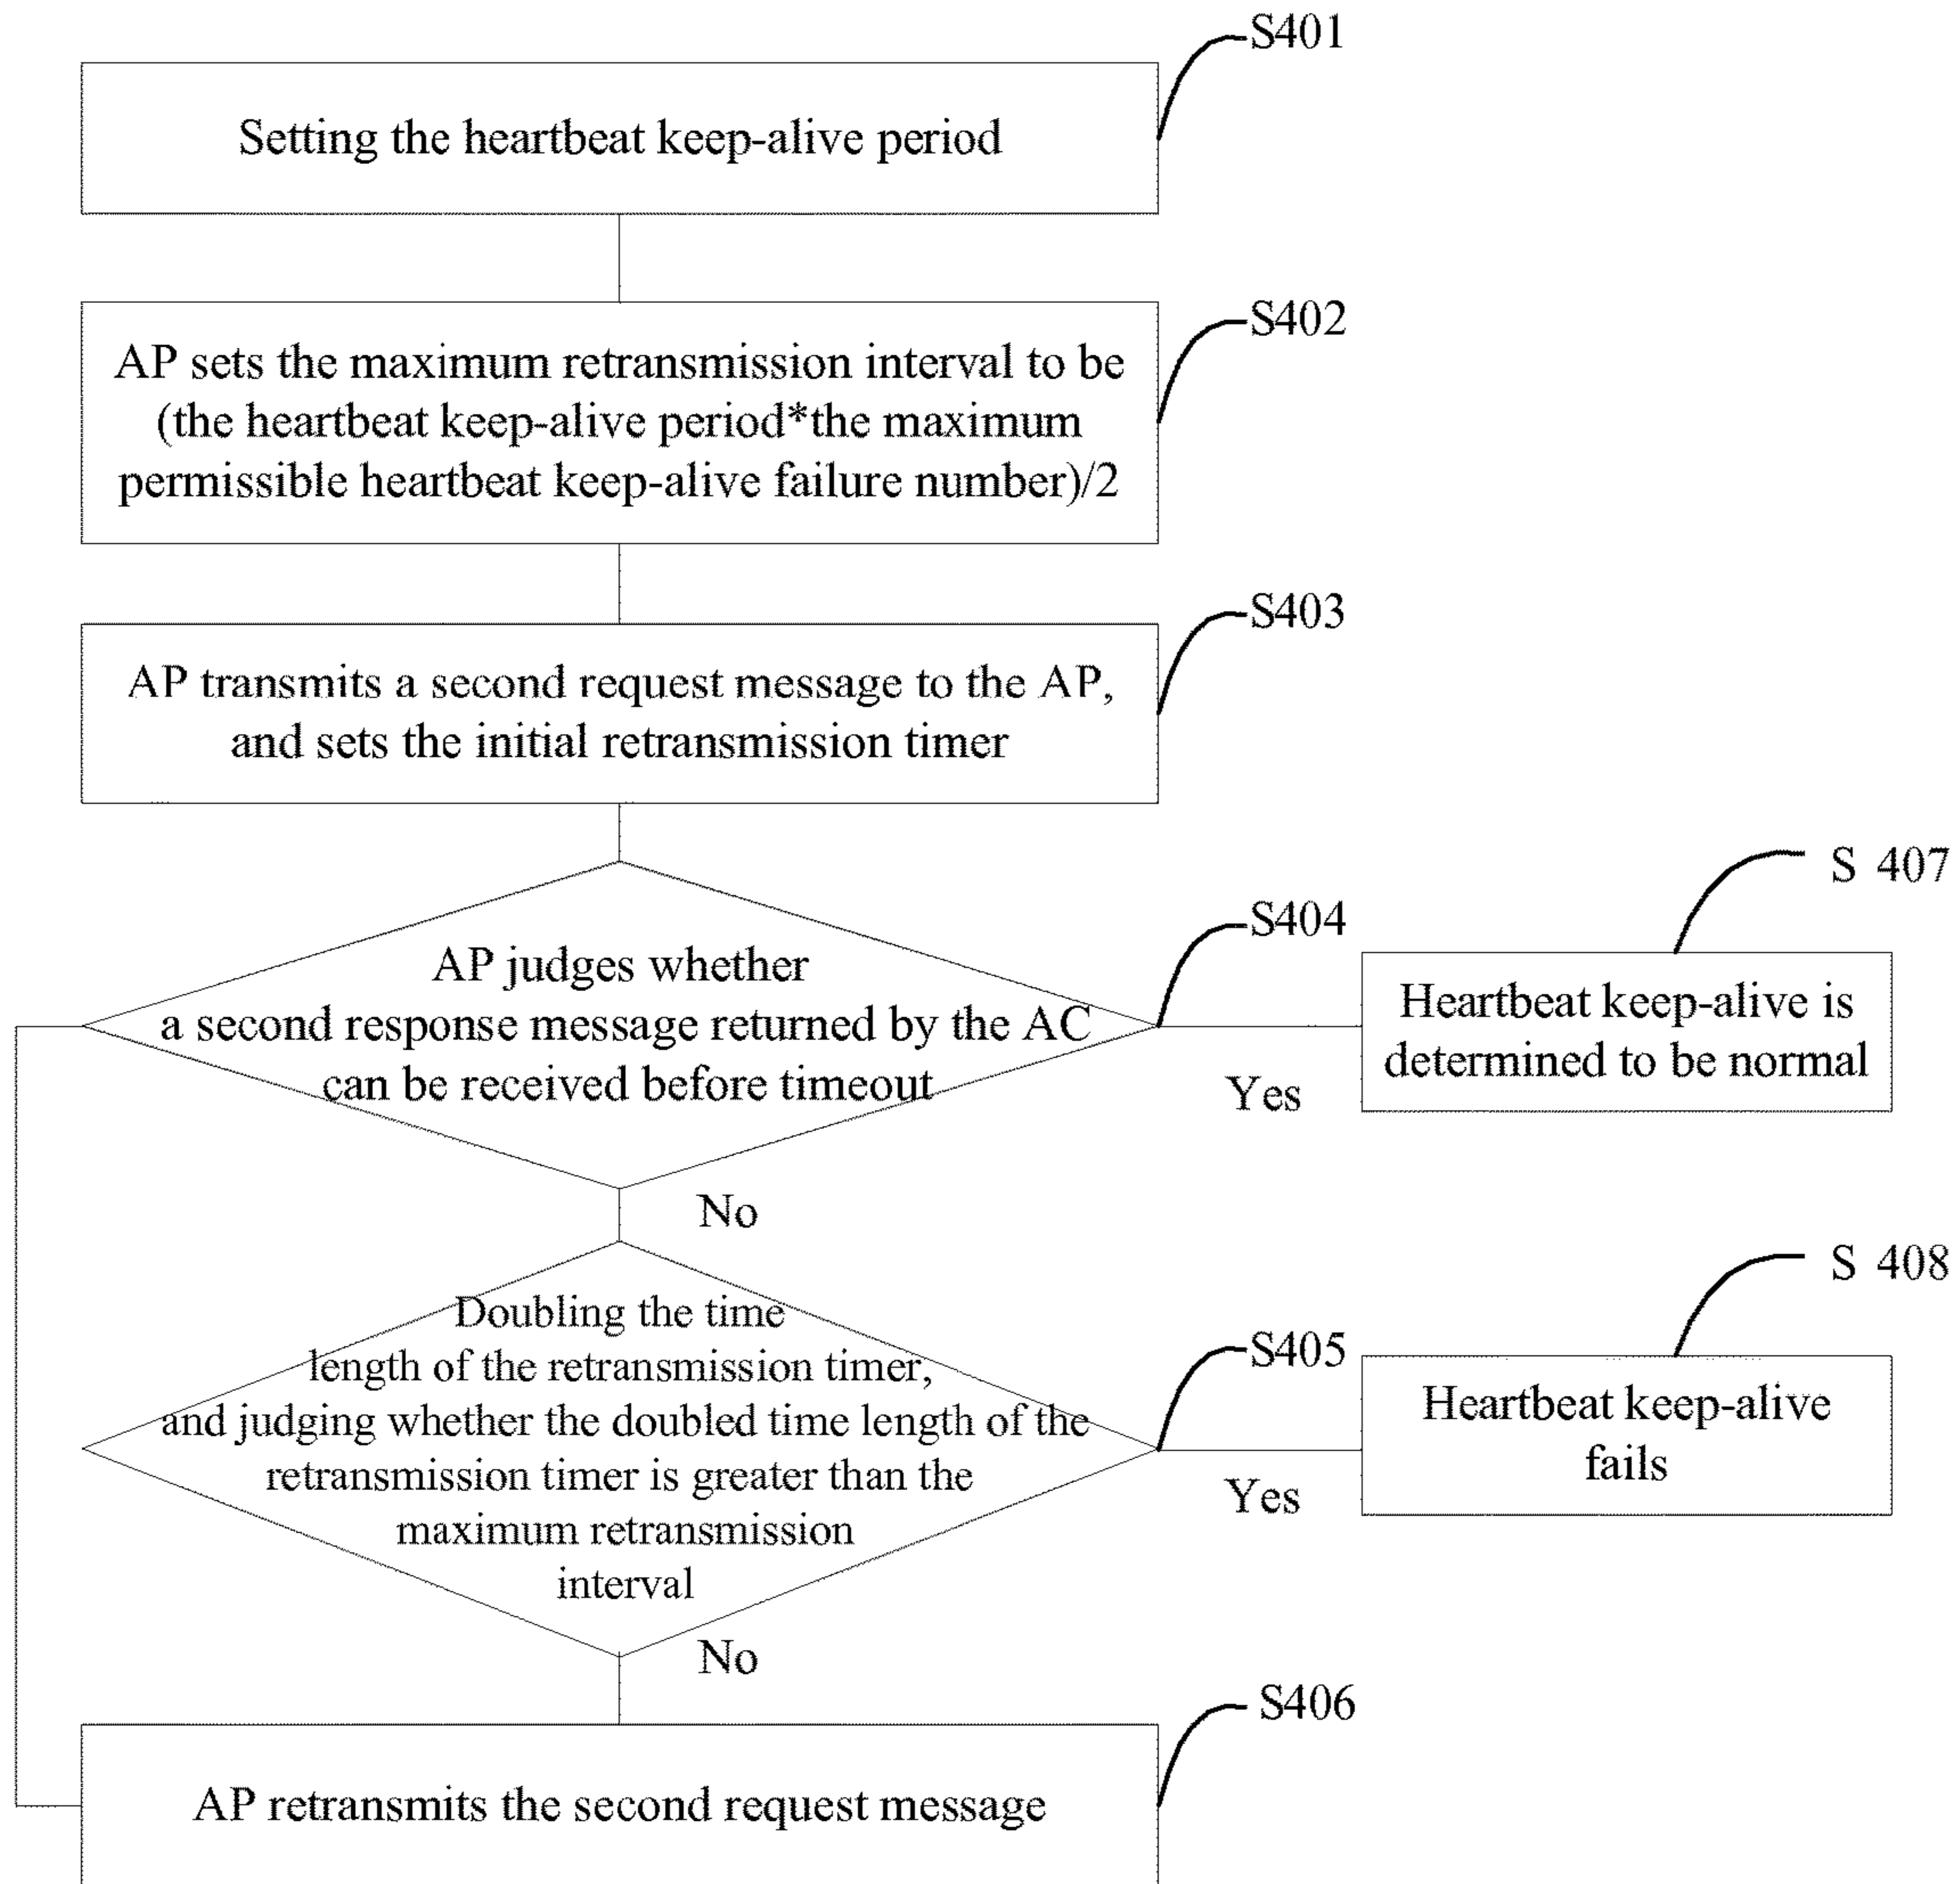 S401
Setting the heartbeat keep-alive period
S402
AP sets the maximum retransmission interval to be
(the heartbeat keep-alive period*the maximum
permissible heartbeat keep-alive failure number)/2
S403
AP transmits a second request message to the AP,
and sets the initial retransmission timer
S404
AP judges whether
a second response message returned by the AC
can be received before timeout
Yes
S 407
Heartbeat keep-alive is
determined to be normal
No
S405
Doubling the time
length of the retransmission timer,
and judging whether the doubled time length of the
retransmission timer is greater than the
maximum retransmission
interval
Yes
S 408
Heartbeat keep-alive
fails
No
S406
AP retransmits the second request message